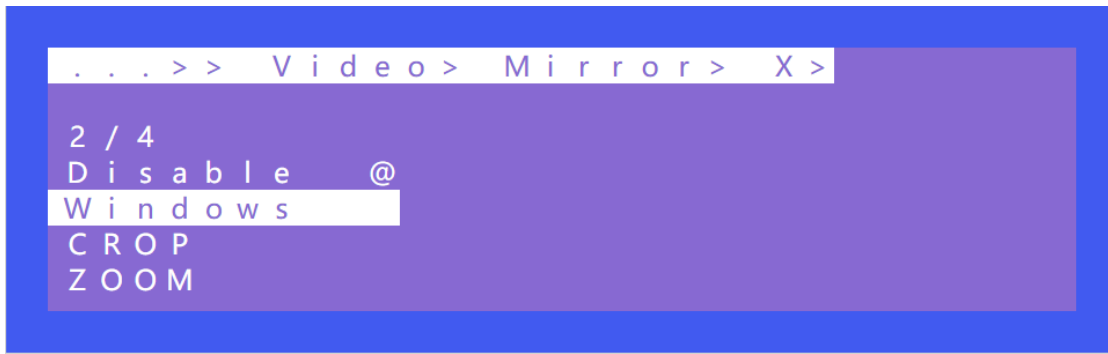 ...>> Video> Mirror> X>
2/4
Disable @
Windows
CROP
ZOOM